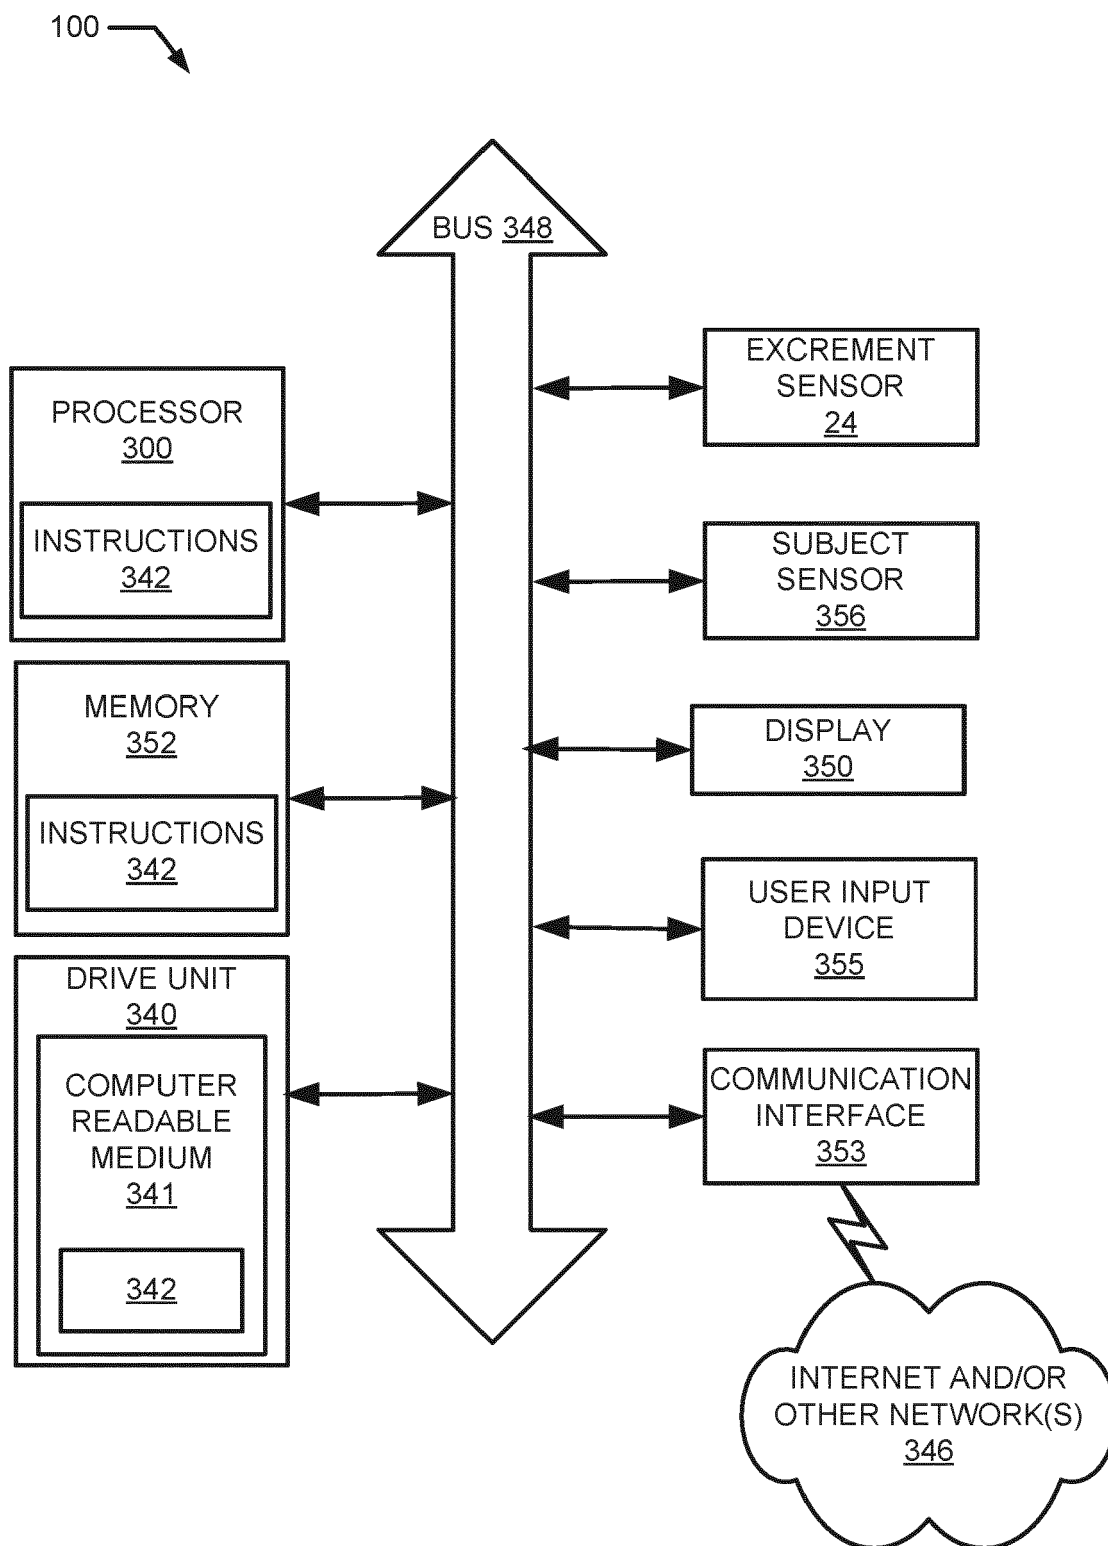 100
BUS 348
PROCESSOR
300
INSTRUCTIONS
342
MEMORY
352
INSTRUCTIONS
342
DRIVE UNIT
340
COMPUTER
READABLE
MEDIUM
341
342
EXCREMENT
SENSOR
24
SUBJECT
SENSOR
356
DISPLAY
350
USER INPUT
DEVICE
355
COMMUNICATION
INTERFACE
353
INTERNET AND/OR
OTHER NETWORK(S)
346